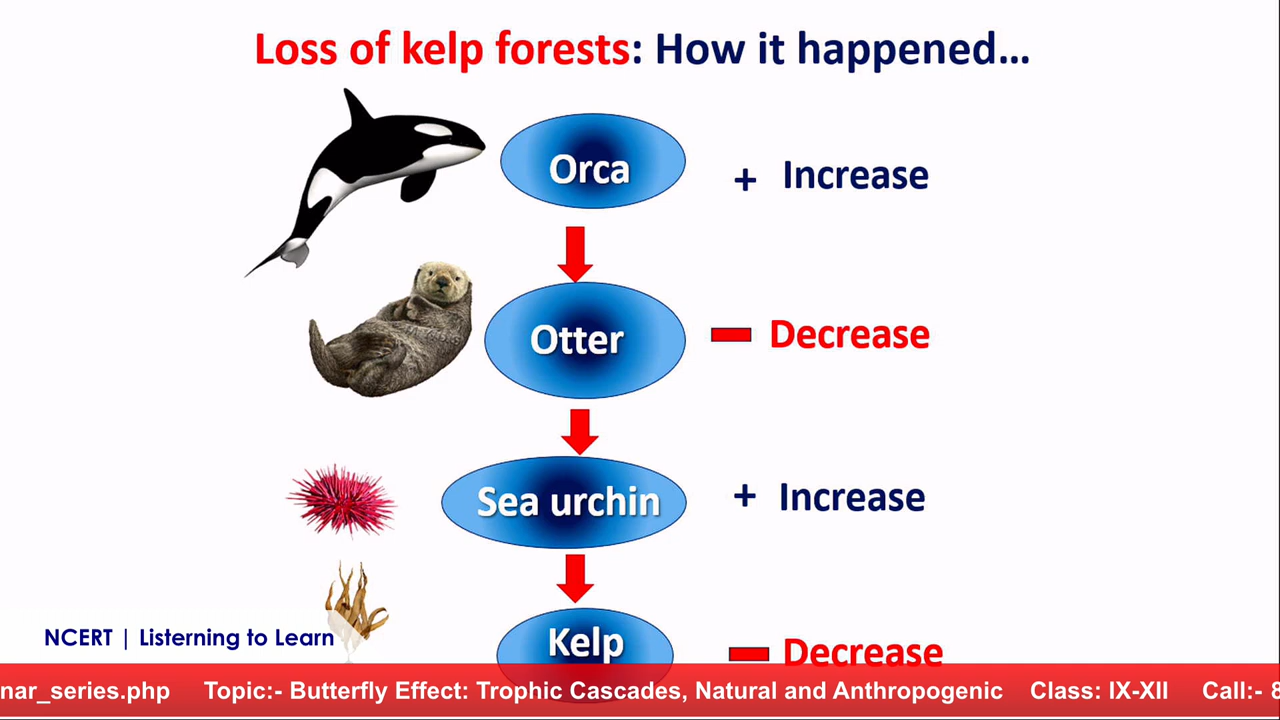 Loss of kelp forests: How it happened...
Orca + Increase
Otter - Decrease
Sea urchin + Increase
Kelp - Decrease
NCERT | Listerning to Learn
nar_series.php Topic:- Butterfly Effect: Trophic Cascades, Natural and Anthropogenic Class: IX-XII Call:- 8